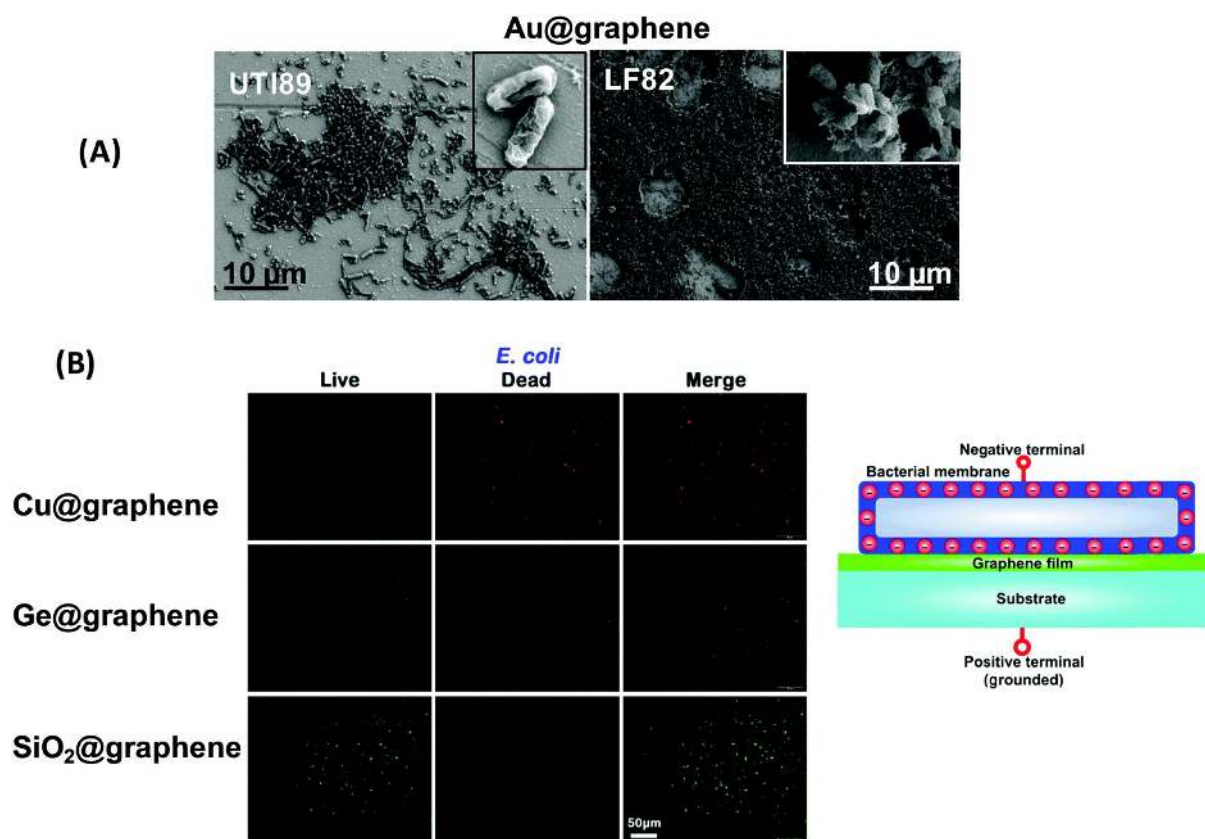 Au@graphene
(A)
UTI89
LF82
10 µm
10 µm
(B)
E. coli
Live
Dead
Merge
Cu@graphene
Ge@graphene
SiO₂@graphene
50µm
Negative terminal
Bacterial membrane
Graphene film
Substrate
Positive terminal
(grounded)